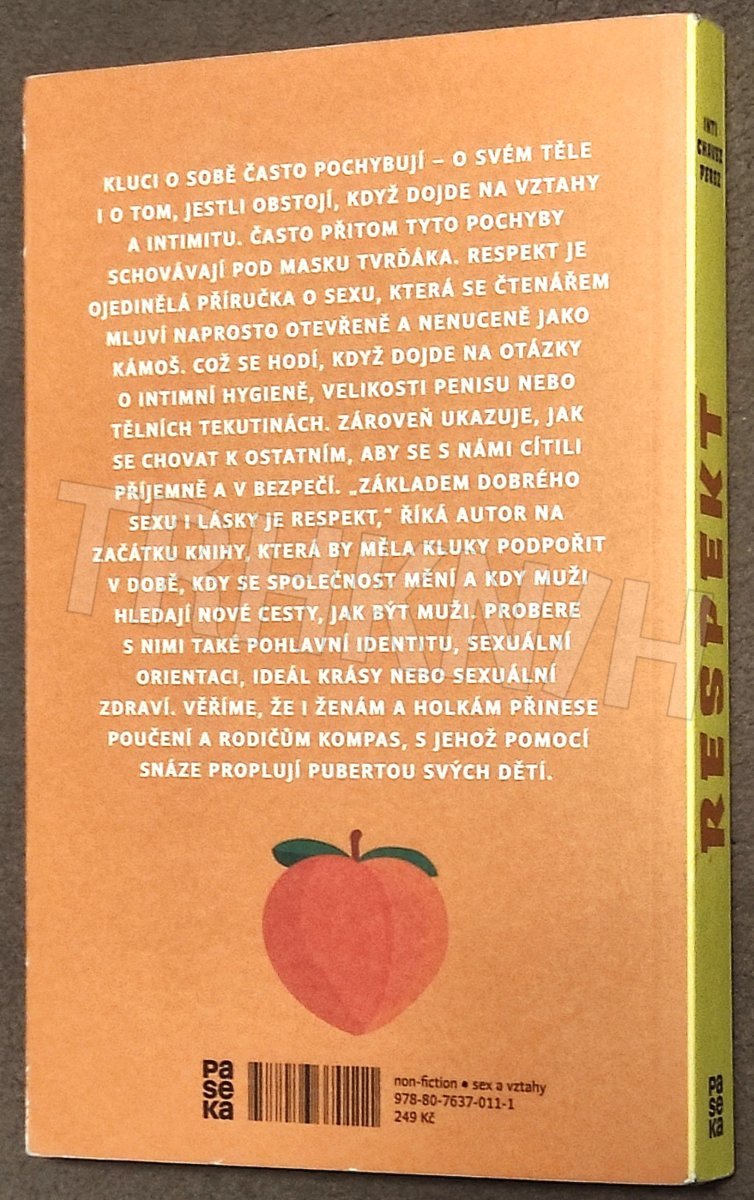 KLUCI O SOBĚ ČASTO POCHYBUJÍ – O SVÉM TĚLE
I O TOM, JESTLI OBSTOJÍ, KDYŽ DOJDE NA VZTAHY
A INTIMITU. ČASTO PŘITOM TYTO POCHYBY
SCHOVÁVAJÍ POD MASKU TVRĎÁKA. RESPEKT JE
OJEDINĚLÁ PŘÍRUČKA O SEXU, KTERÁ SE ČTENÁŘEM
MLUVÍ NAPROSTO OTEVŘENĚ A NENUCENĚ JAKO
KÁMOŠ. COŽ SE HODÍ, KDYŽ DOJDE NA OTÁZKY
O INTIMNÍ HYGIENĚ, VELIKOSTI PENISU NEBO
TĚLNÍCH TEKUTINÁCH. ZÁROVEŇ UKAZUJE, JAK
SE CHOVAT K OSTATNÍM, ABY SE S NÁMI CÍTILI
PŘÍJEMNĚ A V BEZPEČÍ. „ZÁKLADEM DOBRÉHO
SEXU I LÁSKY JE RESPEKT,“ ŘÍKÁ AUTOR NA
ZAČÁTKU KNIHY, KTERÁ BY MĚLA KLUKY PODPOŘIT
V DOBĚ, KDY SE SPOLEČNOST MĚNÍ A KDY MUŽI
HLEDAJÍ NOVÉ CESTY, JAK BÝT MUŽI. PROBERE
S NIMI TAKÉ POHLAVNÍ IDENTITU, SEXUÁLNÍ
ORIENTACI, IDEÁL KRÁSY NEBO SEXUÁLNÍ
ZDRAVÍ. VĚŘÍME, ŽE I ŽENÁM A HOLKÁM PŘINESE
POUČENÍ A RODIČŮM KOMPAS, S JEHOŽ POMOCÍ
SNÁZE PROPLUJÍ PUBERTOU SVÝCH DĚTÍ.
paseka
non-fiction • sex a vztahy
978-80-7637-011-1
249 Kč
INTI
CHAVEZ
PEREZ
RESPEKT
paseka
TRHKNIH